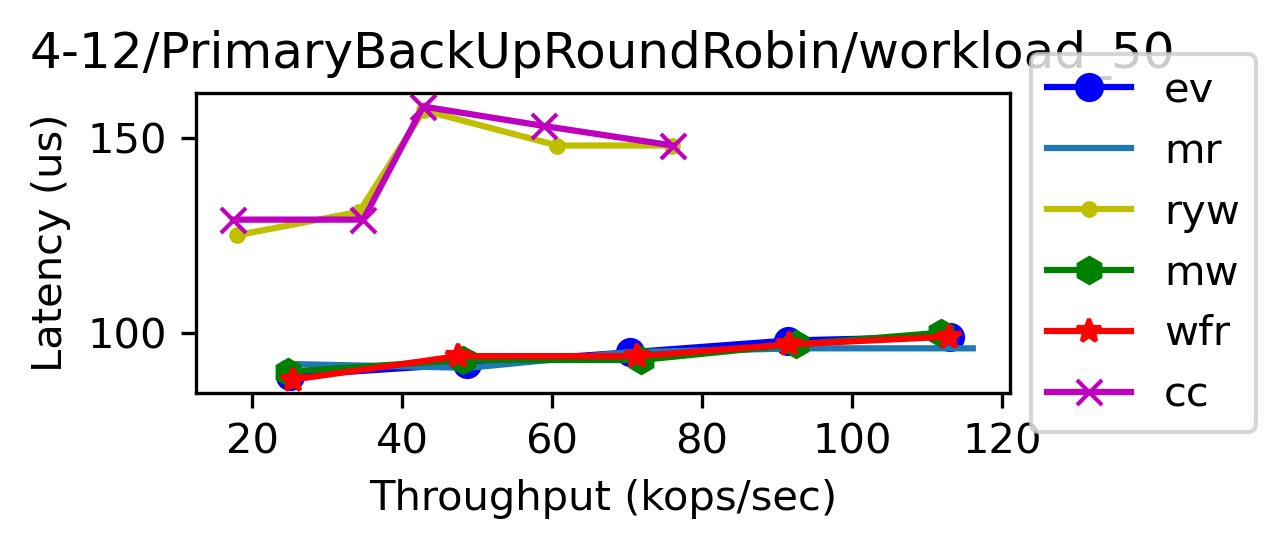 4-12/PrimaryBackUpRoundRobin/workload_50
Latency (us)
150
100
20 40 60 80 100 120
Throughput (kops/sec)
ev
mr
ryw
mw
wfr
cc